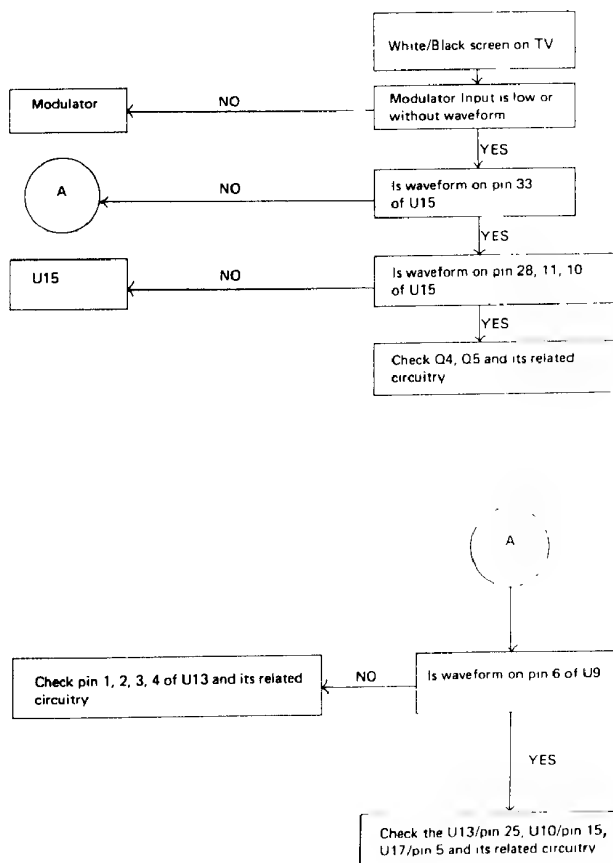 White/Black screen on TV
Modulator
NO
Modulator Input is low or
without waveform
YES
A
NO
Is waveform on pin 33
of U15
YES
U15
NO
Is waveform on pin 28, 11, 10
of U15
YES
Check Q4, Q5 and its related
circuitry
A
Check pin 1, 2, 3, 4 of U13 and its related
circuitry
NO
Is waveform on pin 6 of U9
YES
Check the U13/pin 25, U10/pin 15,
U17/pin 5 and its related circuitry